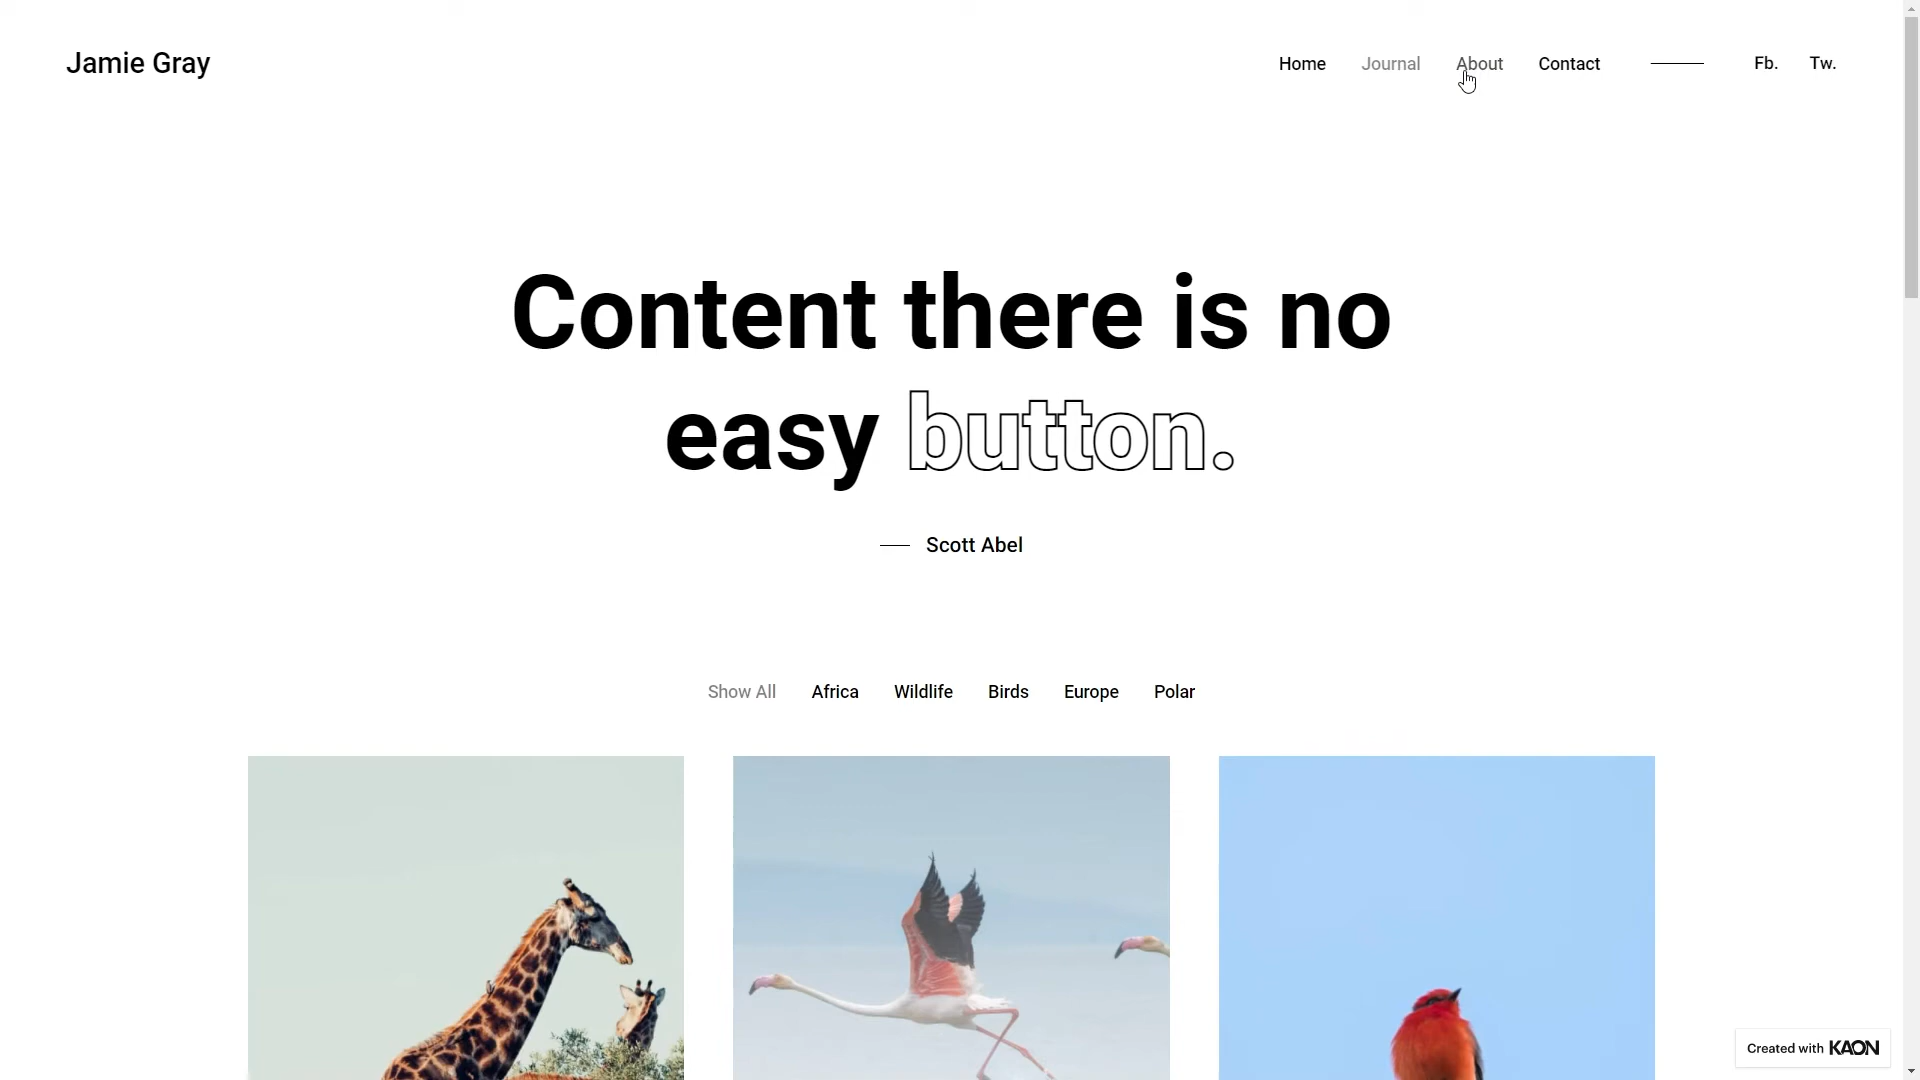 Jamie Gray
Home Journal About Contact Fb. Tw.
Content there is no
easy button.
Scott Abel
Show All Africa Wildlife Birds Europe Polar
Created with KAON